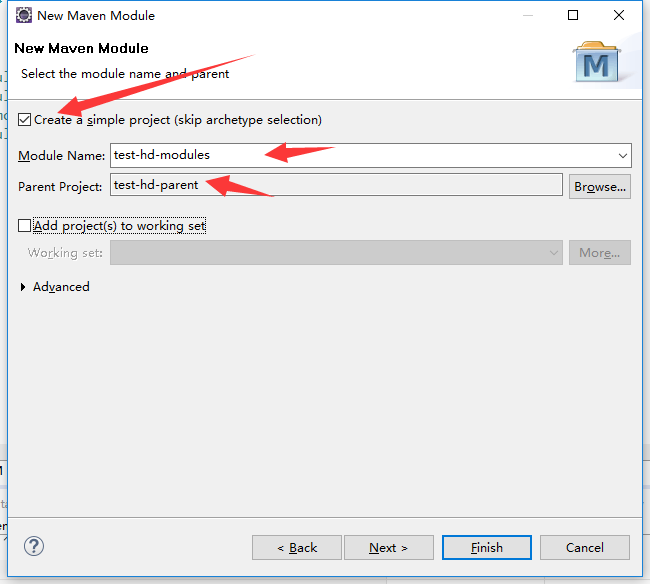 New Maven Module
New Maven Module
Select the module name and parent
M
Create a simple project (skip archetype selection)
Module Name: test-hd-modules
Parent Project: test-hd-parent Browse...
Add project(s) to working set
Working set: More...
Advanced
? < Back Next > Finish Cancel